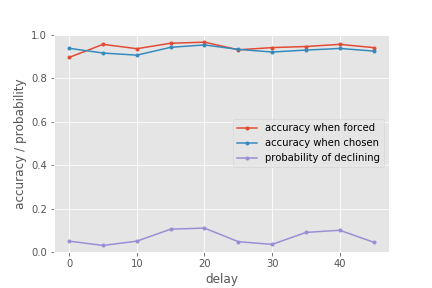 1.0
0.8
0.6
0.4
0.2
0.0
accuracy / probability
accuracy when forced
accuracy when chosen
probability of declining
0 10 20 30 40
delay